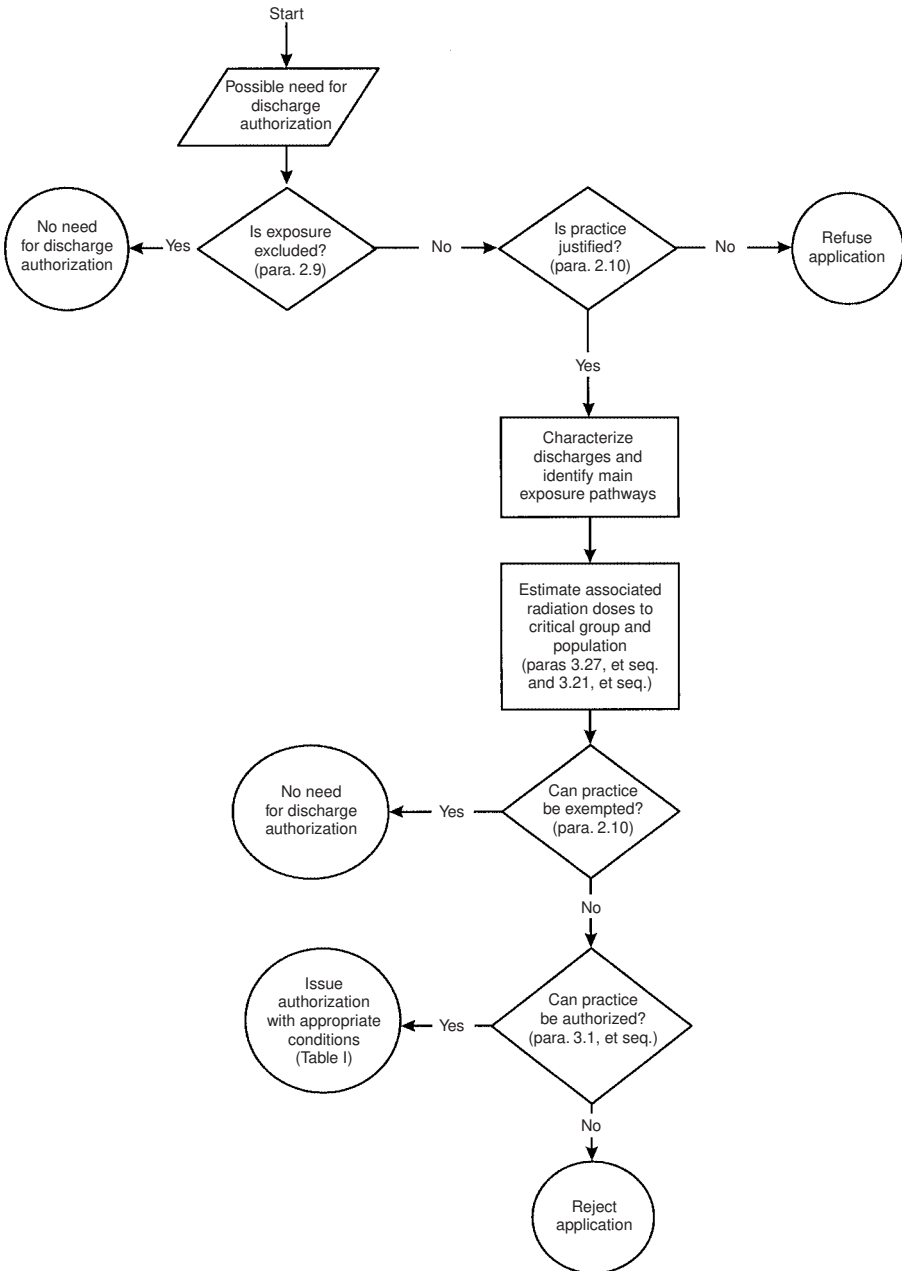 Start
Possible need for
discharge
authorization
No need
for discharge
authorization
Yes
Is exposure
excluded?
(para. 2.9)
No
Is practice
justified?
(para. 2.10)
No
Refuse
application
Yes
Characterize
discharges and
identify main
exposure pathways
Estimate associated
radiation doses to
critical group and
population
(paras 3.27, et seq.
and 3.21, et seq.)
No need
for discharge
authorization
Yes
Can practice
be exempted?
(para. 2.10)
No
Issue
authorization
with appropriate
conditions
(Table I)
Yes
Can practice
be authorized?
(para. 3.1, et seq.)
No
Reject
application